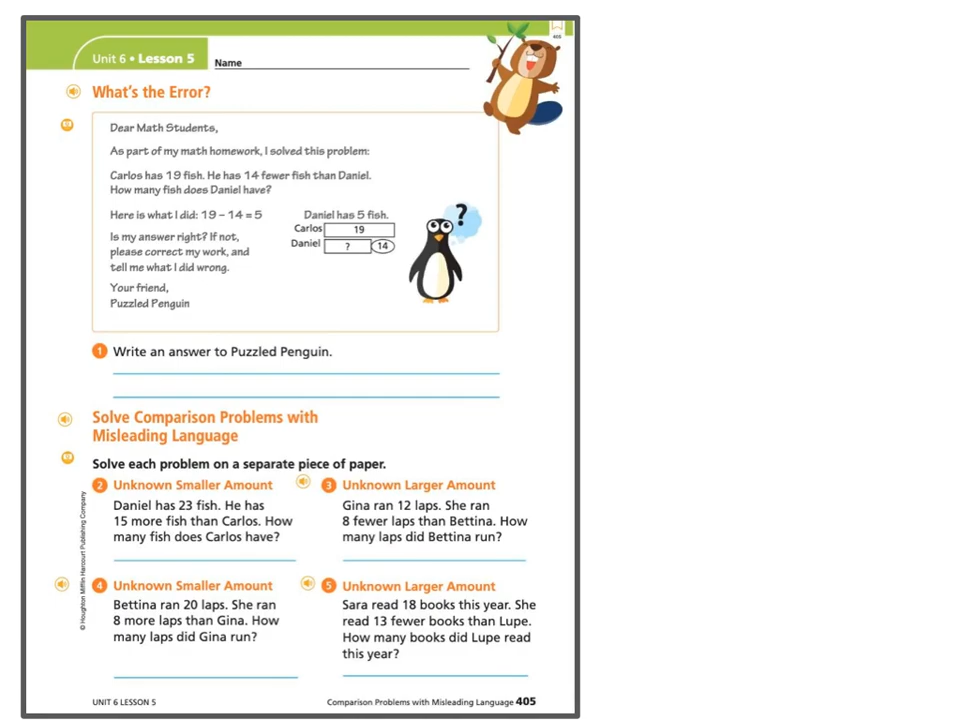 405
Unit 6 • Lesson 5
Name
What's the Error?
Dear Math Students,
As part of my math homework, I solved this problem:
Carlos has 19 fish. He has 14 fewer fish than Daniel.
How many fish does Daniel have?
Here is what I did: 19 – 14 = 5
Daniel has 5 fish.
Carlos 19
Daniel ? 14
?
Is my answer right? If not,
please correct my work, and
tell me what I did wrong.
Your friend,
Puzzled Penguin
1 Write an answer to Puzzled Penguin.
Solve Comparison Problems with
Misleading Language
Solve each problem on a separate piece of paper.
2 Unknown Smaller Amount
Daniel has 23 fish. He has
15 more fish than Carlos. How
many fish does Carlos have?
3 Unknown Larger Amount
Gina ran 12 laps. She ran
8 fewer laps than Bettina. How
many laps did Bettina run?
4 Unknown Smaller Amount
Bettina ran 20 laps. She ran
8 more laps than Gina. How
many laps did Gina run?
5 Unknown Larger Amount
Sara read 18 books this year. She
read 13 fewer books than Lupe.
How many books did Lupe read
this year?
© Houghton Mifflin Harcourt Publishing Company
UNIT 6 LESSON 5
Comparison Problems with Misleading Language 405